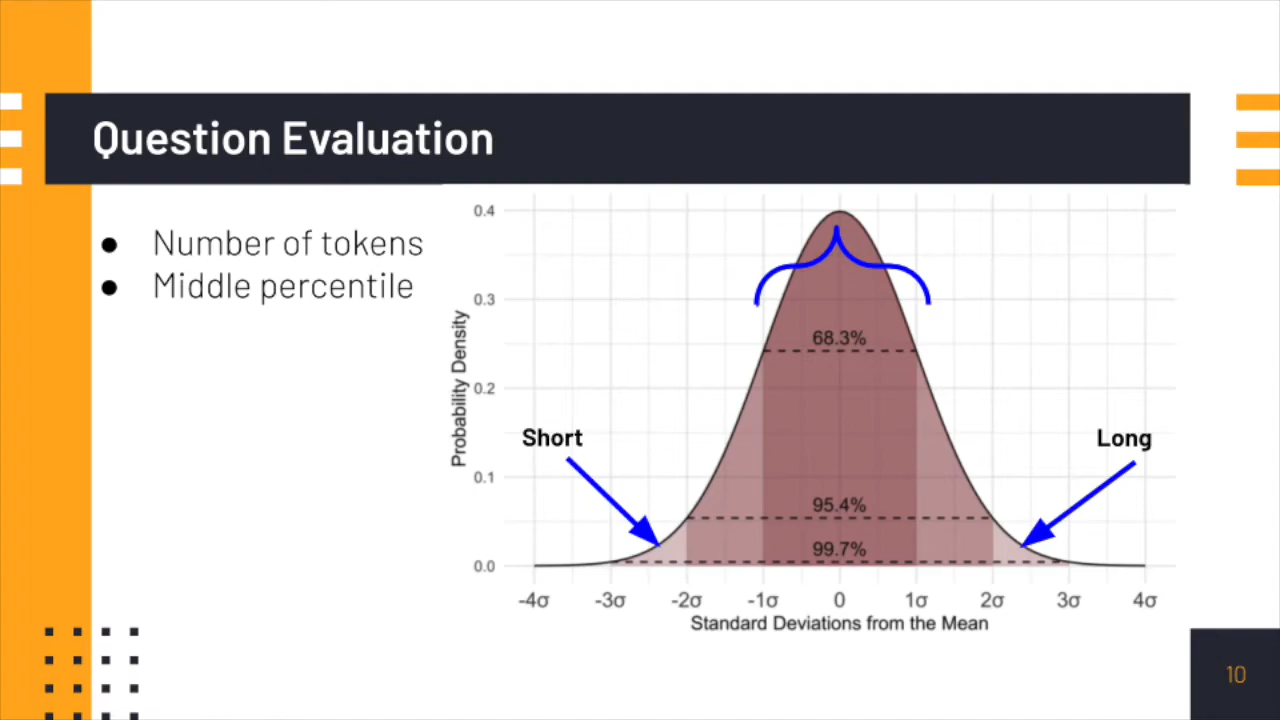 Question Evaluation
● Number of tokens
● Middle percentile
Probability Density
0.4
0.3
0.2
0.1
0.0
68.3%
95.4%
99.7%
Short
Long
-4σ -3σ -2σ -1σ 0 1σ 2σ 3σ 4σ
Standard Deviations from the Mean
10